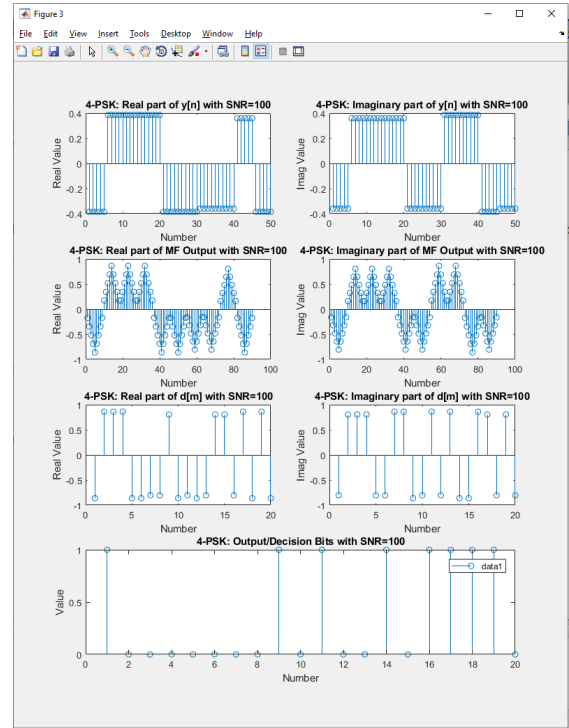 Figure 3
File Edit View Insert Tools Desktop Window Help
4-PSK: Real part of y[n] with SNR=100
4-PSK: Imaginary part of y[n] with SNR=100
0.4
0.2
0
-0.2
-0.4
Real Value
0 10 20 30 40 50
Number
0.4
0.2
0
-0.2
-0.4
Imag Value
0 10 20 30 40 50
Number
4-PSK: Real part of MF Output with SNR=100
4-PSK: Imaginary part of MF Output with SNR=100
1
0.5
0
-0.5
-1
Real Value
0 20 40 60 80 100
Number
1
0.5
0
-0.5
-1
Imag Value
0 20 40 60 80 100
Number
4-PSK: Real part of d[m] with SNR=100
4-PSK: Imaginary part of d[m] with SNR=100
1
0.5
0
-0.5
-1
Real Value
0 5 10 15 20
Number
1
0.5
0
-0.5
-1
Imag Value
0 5 10 15 20
Number
4-PSK: Output/Decision Bits with SNR=100
1
0.5
0
Value
data1
0 2 4 6 8 10 12 14 16 18 20
Number